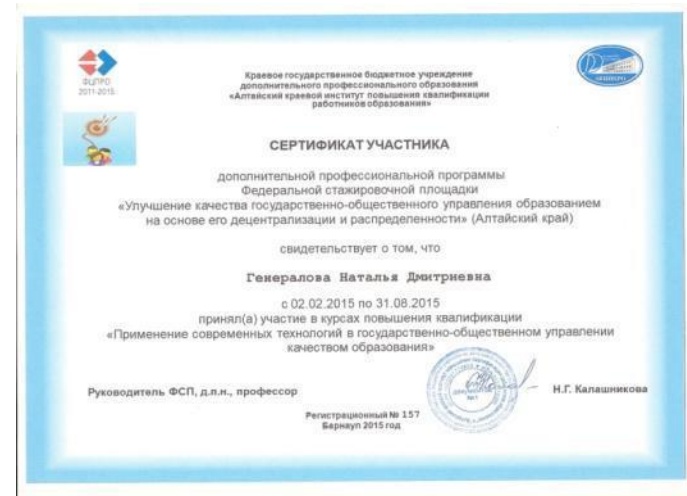 ФЦПРО
2011-2015
Краевое государственное бюджетное учреждение
дополнительного профессионального образования
«Алтайский краевой институт повышения квалификации
работников образования»
СЕРТИФИКАТ УЧАСТНИКА
дополнительной профессиональной программы
Федеральной стажировочной площадки
«Улучшение качества государственно-общественного управления образованием
на основе его децентрализации и распределенности» (Алтайский край)
свидетельствует о том, что
Генералова Наталья Дмитриевна
с 02.02.2015 по 31.08.2015
принял(а) участие в курсах повышения квалификации
«Применение современных технологий в государственно-общественном управлении
качеством образования»
Руководитель ФСП, д.п.н., профессор
Н.Г. Калашникова
Регистрационный № 157
Барнаул 2015 год